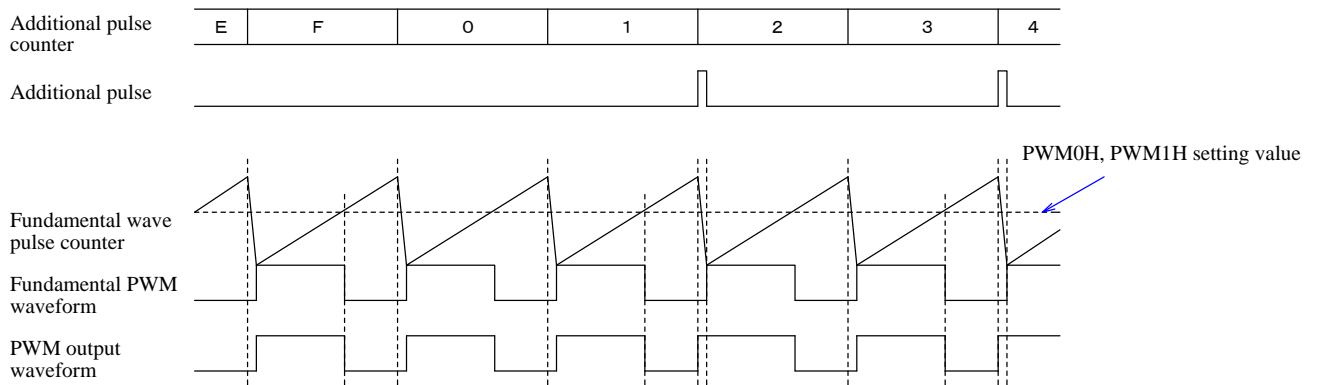 Additional pulse
counter
E F 0 1 2 3 4
Additional pulse
PWM0H, PWM1H setting value
Fundamental wave
pulse counter
Fundamental PWM
waveform
PWM output
waveform